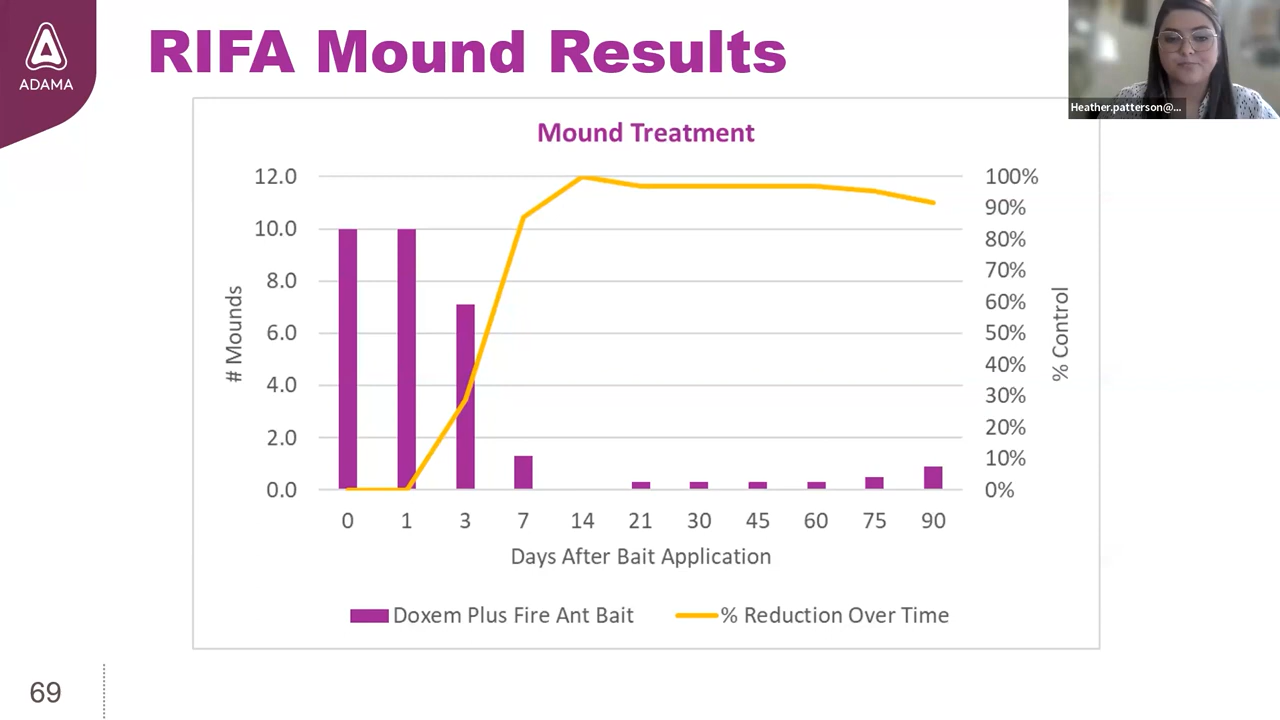 RIFA Mound Results
ADAMA
Heather.patterson@...
Mound Treatment
12.0
10.0
8.0
6.0
4.0
2.0
0.0
# Mounds
100%
90%
80%
70%
60%
50%
40%
30%
20%
10%
0%
% Control
0 1 3 7 14 21 30 45 60 75 90
Days After Bait Application
Doxem Plus Fire Ant Bait % Reduction Over Time
69